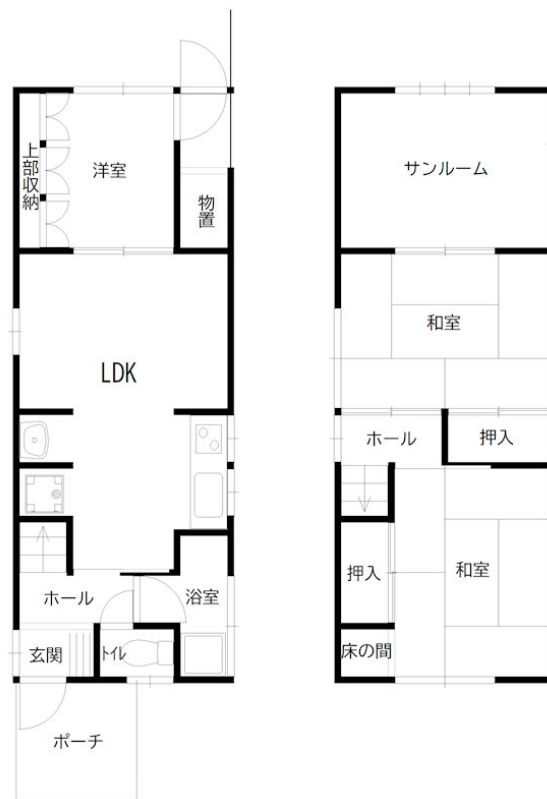 上部収納
洋室
物置
LDK
ホール
浴室
玄関
トイレ
ポーチ
サンルーム
和室
ホール
押入
押入
和室
床の間